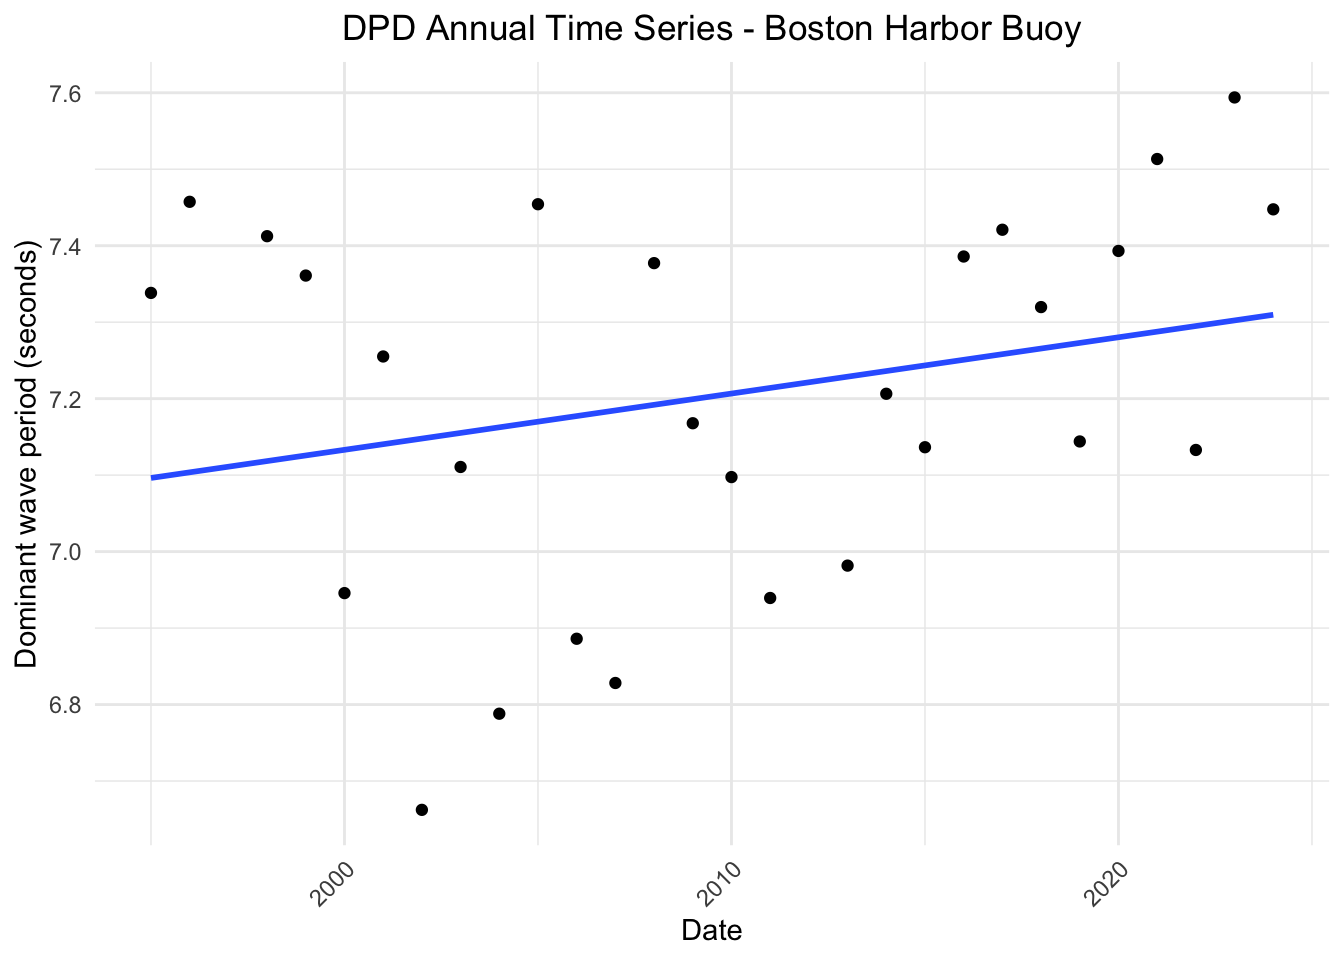 DPD Annual Time Series - Boston Harbor Buoy
Dominant wave period (seconds)
7.6
7.4
7.2
7.0
6.8
2000
2010
2020
Date